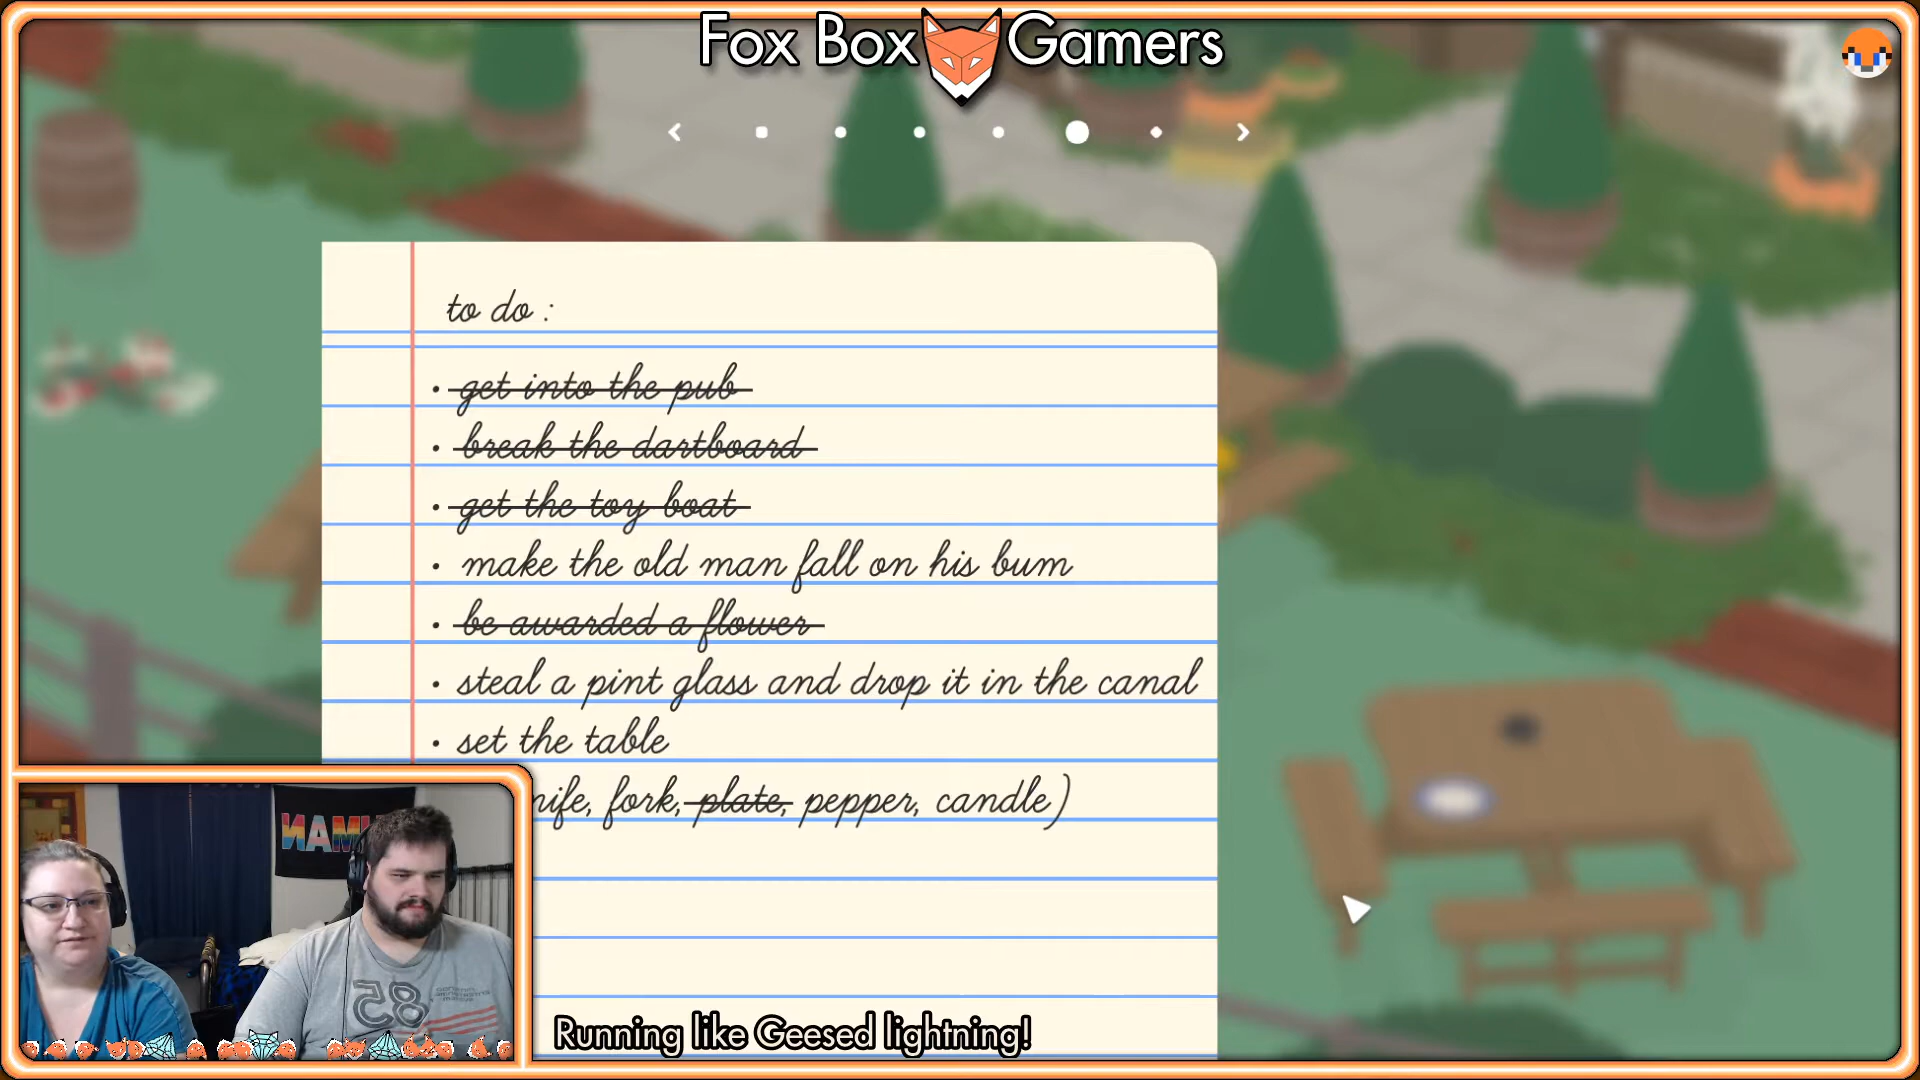 Fox Box Gamers
to do :
• get into the pub
• break the dartboard
• get the toy boat
• make the old man fall on his bum
• be awarded a flower
• steal a pint glass and drop it in the canal
• set the table
nife, fork, plate, pepper, candle)
85
Running like Geesed lightning!